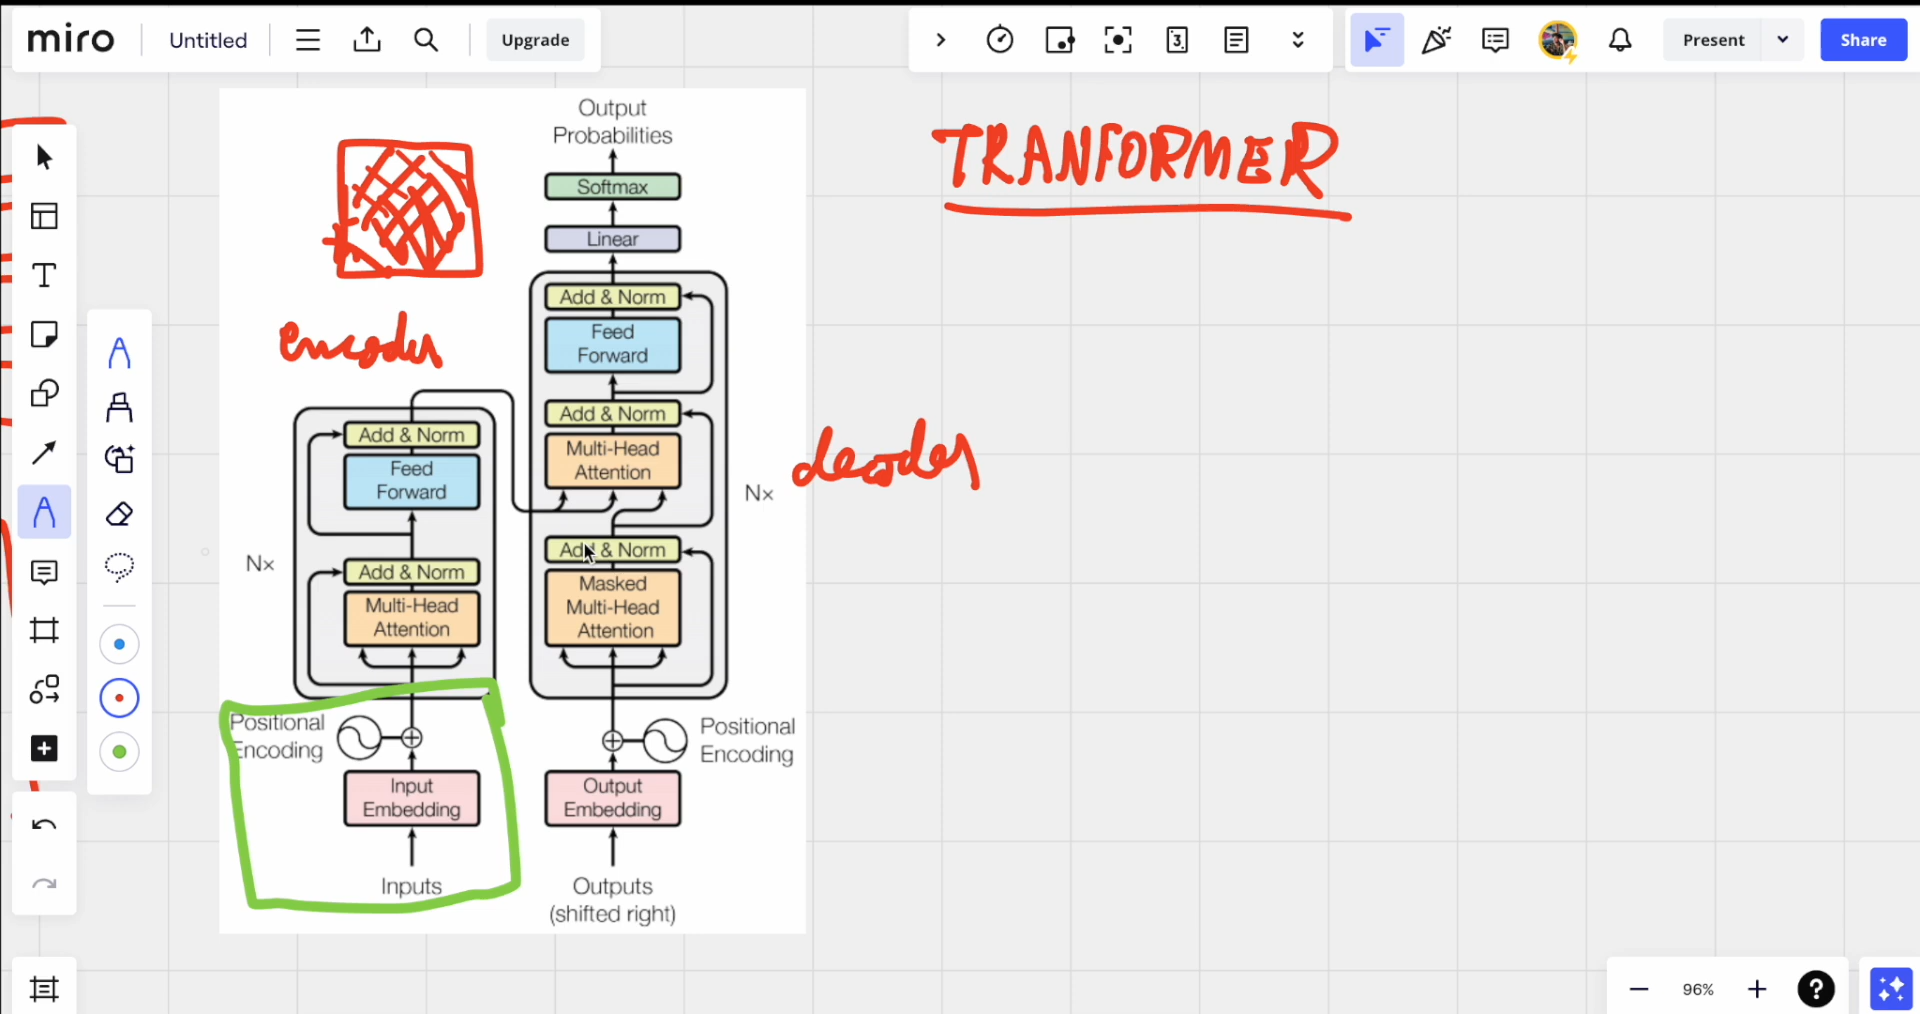 miro
Untitled
Upgrade
3
Present
Share
TRANFORMER
Output
Probabilities
Softmax
Linear
Add & Norm
Feed
Forward
Add & Norm
Multi-Head
Attention
Nx
Add & Norm
Masked
Multi-Head
Attention
Positional
Encoding
Output
Embedding
Outputs
(shifted right)
encoder
Add & Norm
Feed
Forward
Nx
Add & Norm
Multi-Head
Attention
Positional
Encoding
Input
Embedding
Inputs
decoder
T
96%
?